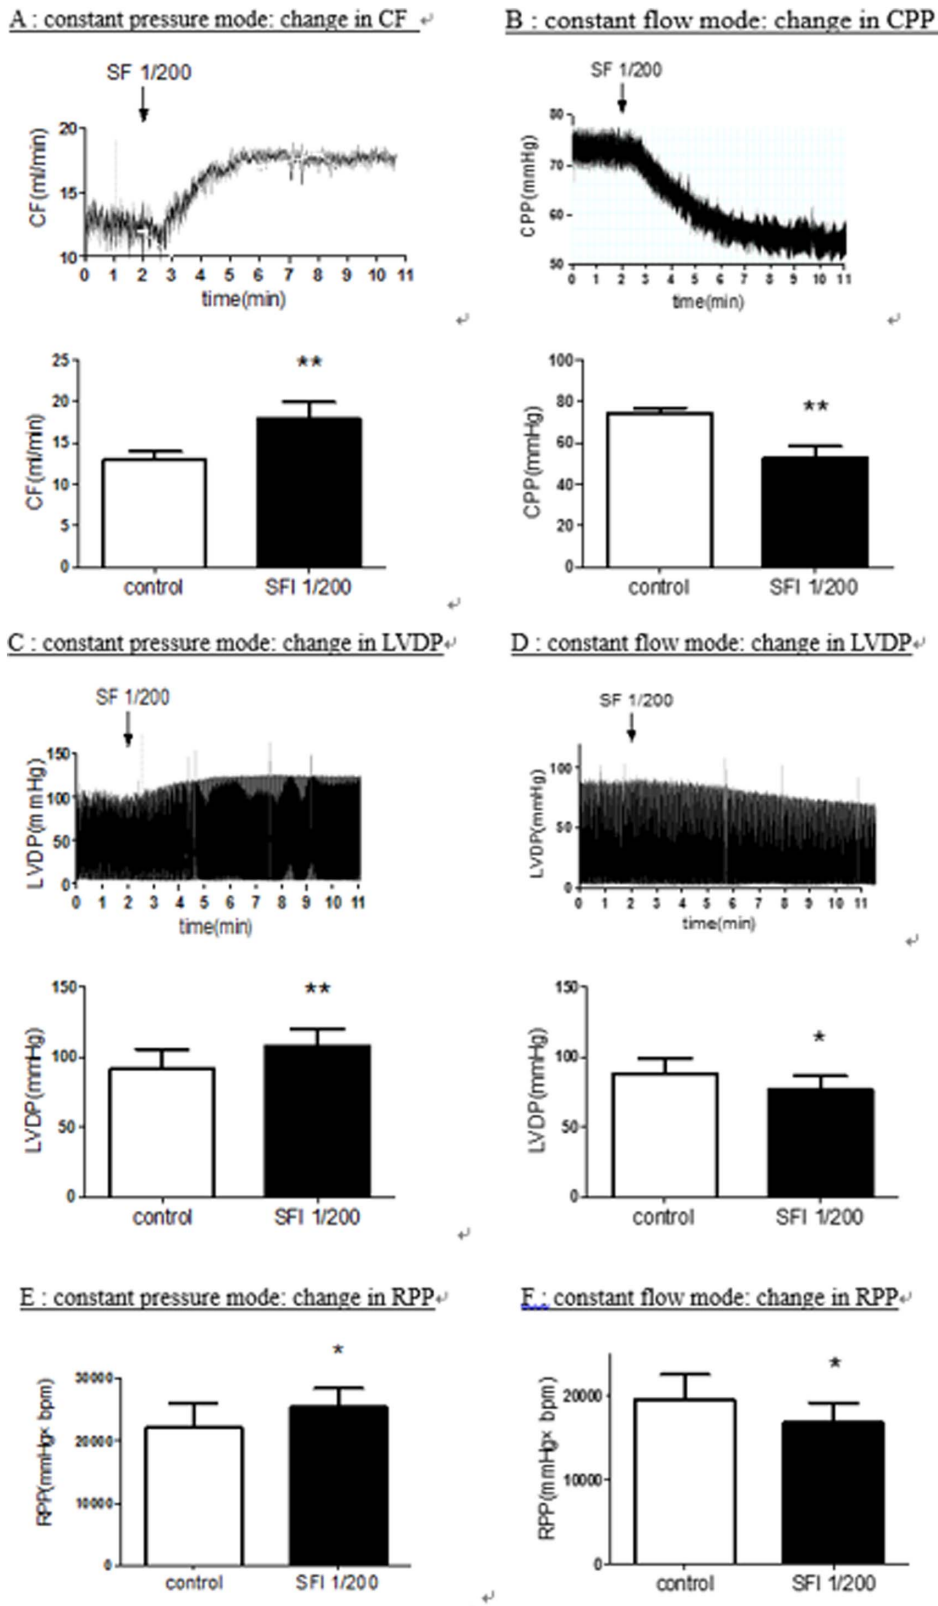 A : constant pressure mode: change in CF
SF 1/200
CF(ml/min)
20
15
10
0 1 2 3 4 5 6 7 8 9 10 11
time(min)
CF(ml/min)
25
20
15
10
5
0
**
control SFI 1/200
B : constant flow mode: change in CPP
SF 1/200
CPP(mmHg)
80
70
60
50
0 1 2 3 4 5 6 7 8 9 10 11
time(min)
CPP(mmHg)
100
80
60
40
20
0
**
control SFI 1/200
C : constant pressure mode: change in LVDP
SF 1/200
LVDP(mmHg)
150
100
50
0
0 1 2 3 4 5 6 7 8 9 10 11
time(min)
LVDP(mmHg)
150
100
50
0
**
control SFI 1/200
D : constant flow mode: change in LVDP
SF 1/200
LVDP(mmHg)
100
50
0
0 1 2 3 4 5 6 7 8 9 10 11
time(min)
LVDP(mmHg)
150
100
50
0
*
control SFI 1/200
E : constant pressure mode: change in RPP
RPP(mmHg× bpm)
30000
20000
10000
0
*
control SFI 1/200
F : constant flow mode: change in RPP
RPP(mmHg× bpm)
20000
10000
0
*
control SFI 1/200